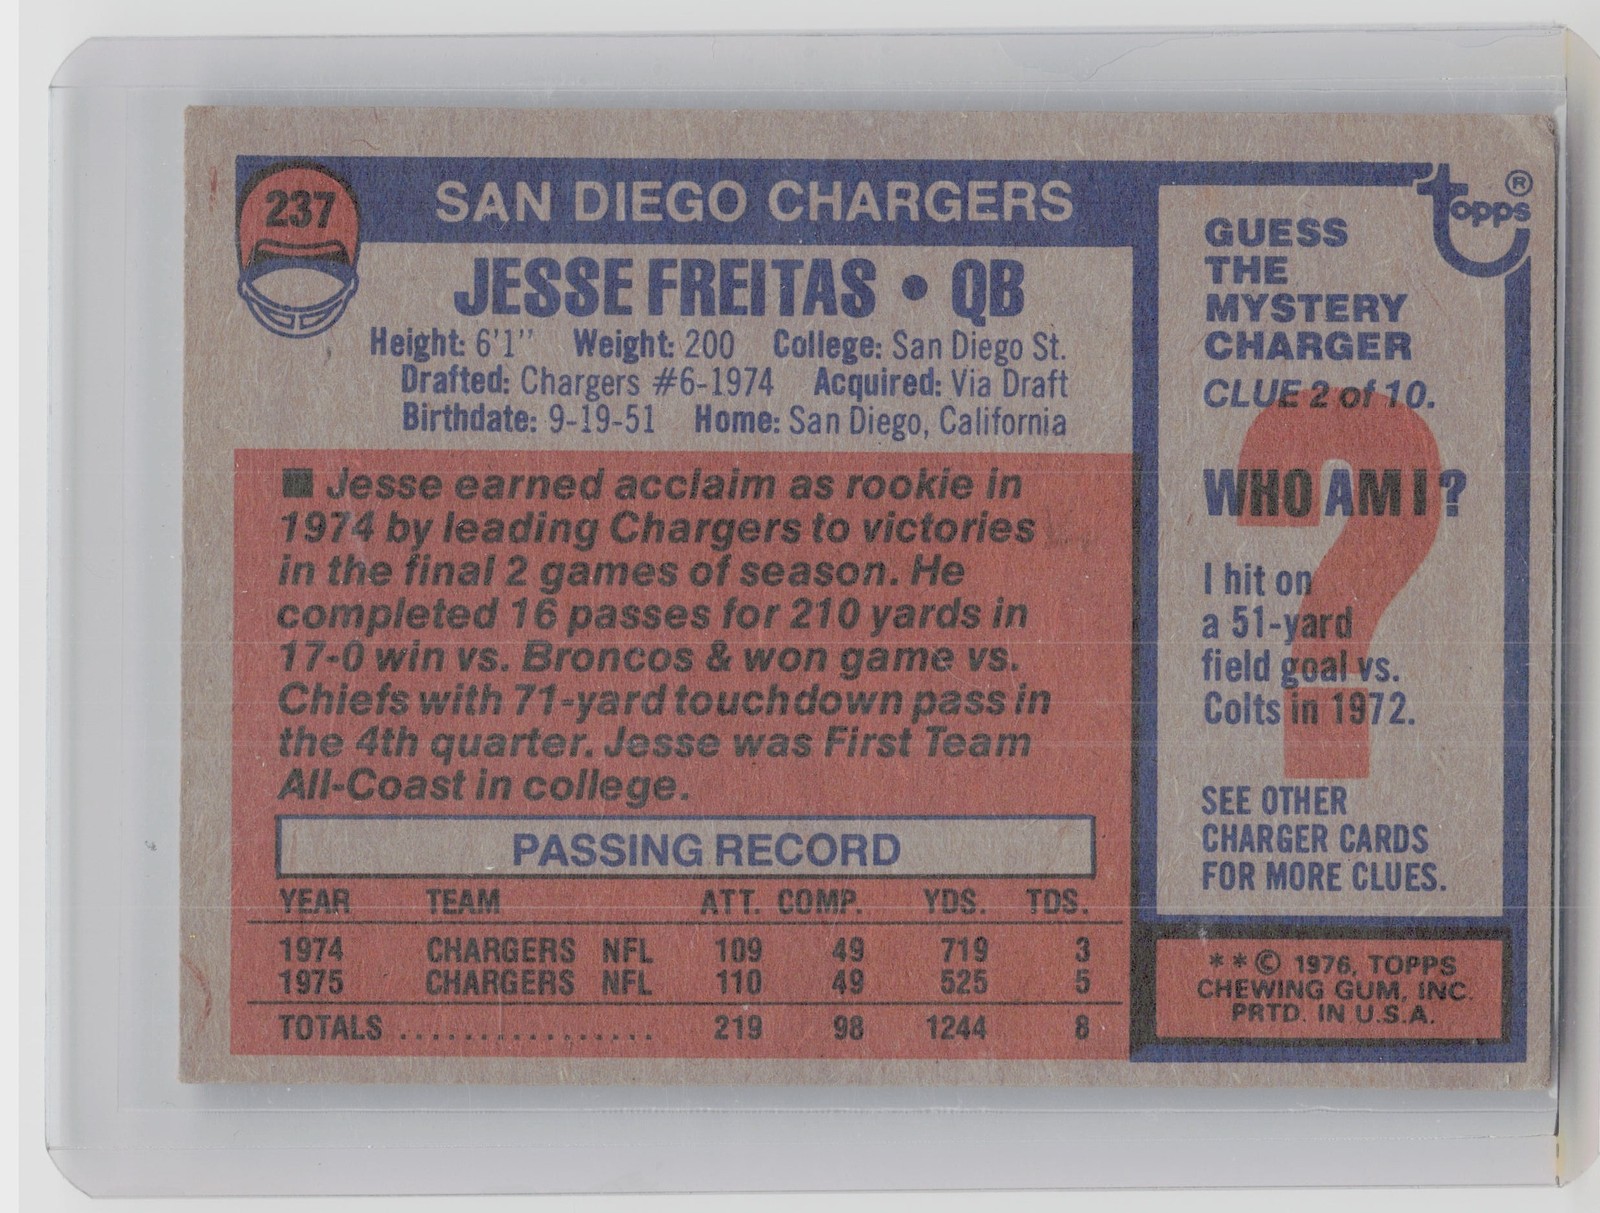 237
SAN DIEGO CHARGERS
JESSE FREITAS • QB
Height: 6'1'' Weight: 200 College: San Diego St.
Drafted: Chargers #6-1974 Acquired: Via Draft
Birthdate: 9-19-51 Home: San Diego, California
■ Jesse earned acclaim as rookie in
1974 by leading Chargers to victories
in the final 2 games of season. He
completed 16 passes for 210 yards in
17-0 win vs. Broncos & won game vs.
Chiefs with 71-yard touchdown pass in
the 4th quarter. Jesse was First Team
All-Coast in college.
PASSING RECORD
YEAR TEAM ATT. COMP. YDS. TDS.
1974 CHARGERS NFL 109 49 719 3
1975 CHARGERS NFL 110 49 525 5
TOTALS ................ 219 98 1244 8
topps ®
GUESS
THE
MYSTERY
CHARGER
CLUE 2 of 10.
WHO AM I ?
I hit on
a 51-yard
field goal vs.
Colts in 1972.
SEE OTHER
CHARGER CARDS
FOR MORE CLUES.
**© 1976, TOPPS
CHEWING GUM, INC.
PRTD. IN U.S.A.